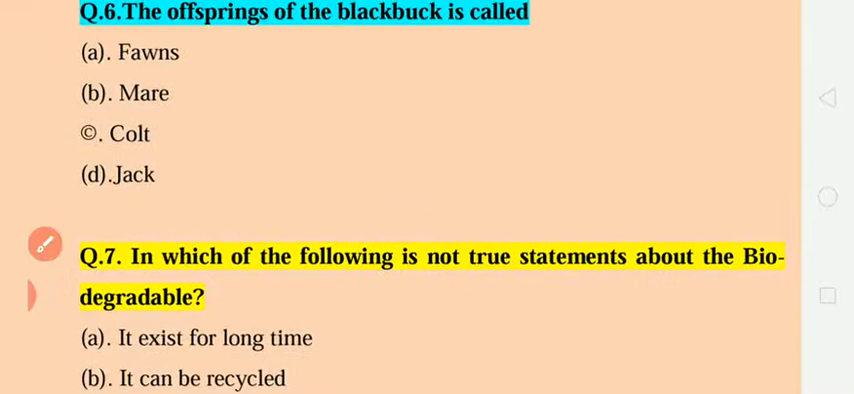 Q.6.The offsprings of the blackbuck is called
(a). Fawns
(b). Mare
©. Colt
(d).Jack
Q.7. In which of the following is not true statements about the Bio-
degradable?
(a). It exist for long time
(b). It can be recycled